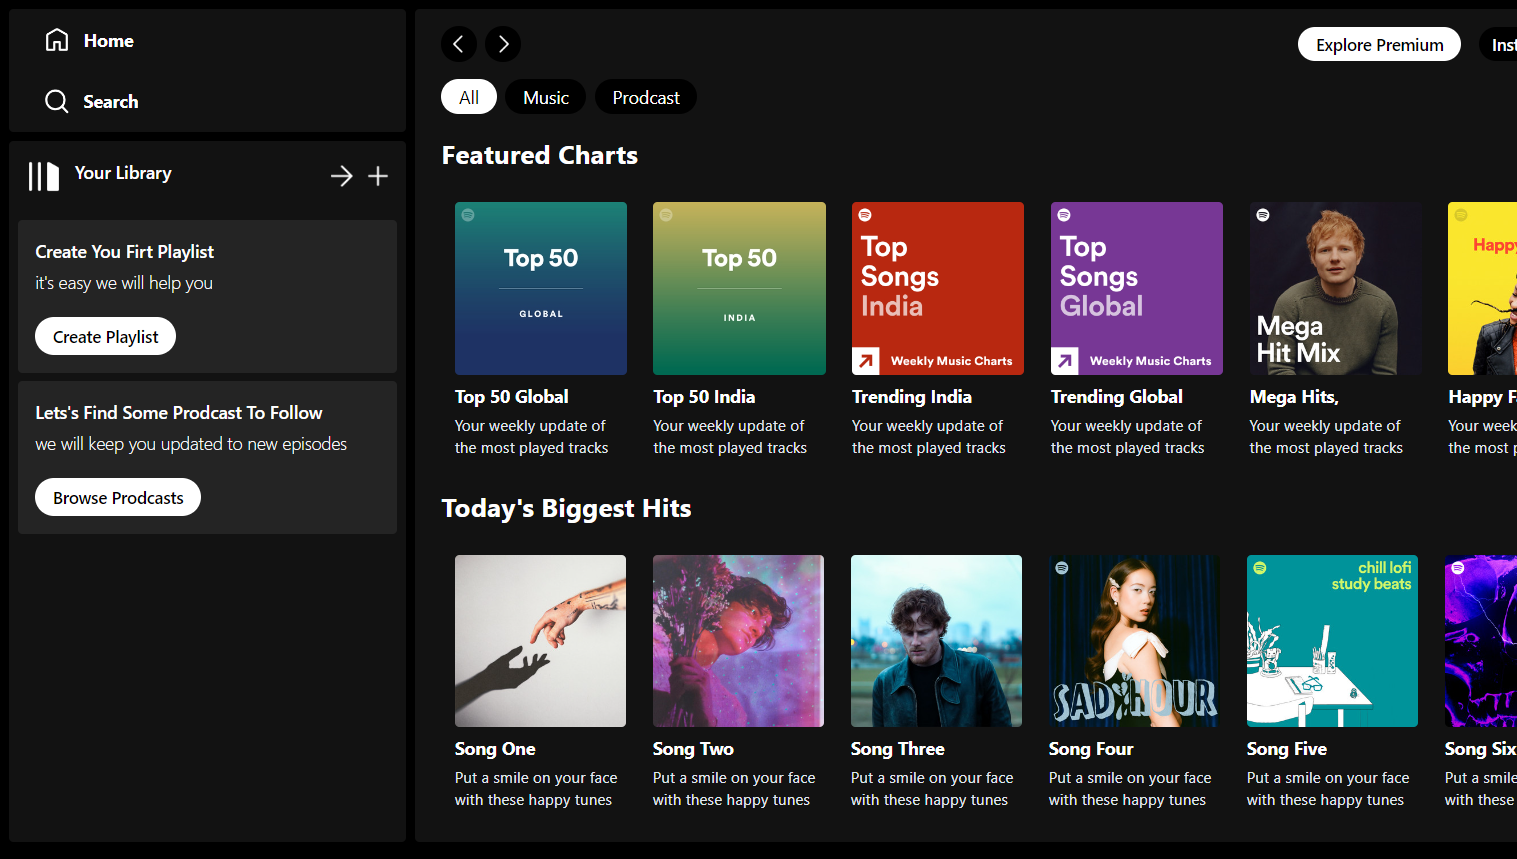 Home
Search
Your Library
Create You Firt Playlist
it's easy we will help you
Create Playlist
Lets's Find Some Prodcast To Follow
we will keep you updated to new episodes
Browse Prodcasts
Explore Premium
Inst
All
Music
Prodcast
Featured Charts
Top 50
GLOBAL
Top 50 Global
Your weekly update of
the most played tracks
Top 50
INDIA
Top 50 India
Your weekly update of
the most played tracks
Top
Songs
India
Weekly Music Charts
Trending India
Your weekly update of
the most played tracks
Top
Songs
Global
Weekly Music Charts
Trending Global
Your weekly update of
the most played tracks
Mega
Hit Mix
Mega Hits,
Your weekly update of
the most played tracks
Happy
Happy F
Your week
the most p
Today's Biggest Hits
Song One
Put a smile on your face
with these happy tunes
Song Two
Put a smile on your face
with these happy tunes
Song Three
Put a smile on your face
with these happy tunes
SAD HOUR
Song Four
Put a smile on your face
with these happy tunes
chill lofi
study beats
Song Five
Put a smile on your face
with these happy tunes
Song Six
Put a smile
with these